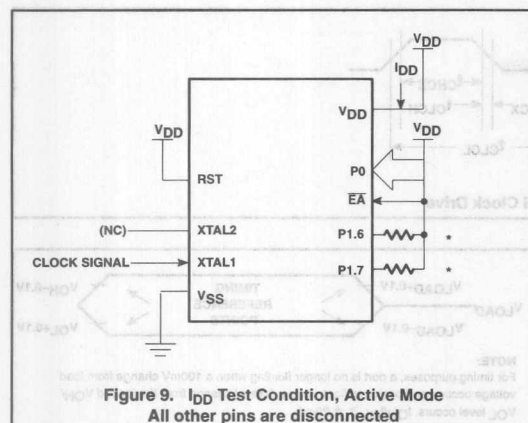 VDD
IDD
VDD
VDD
VDD
P0
RST
EA
(NC)
XTAL2
P1.6
*
CLOCK SIGNAL
XTAL1
P1.7
*
VSS
Figure 9. IDD Test Condition, Active Mode
All other pins are disconnected